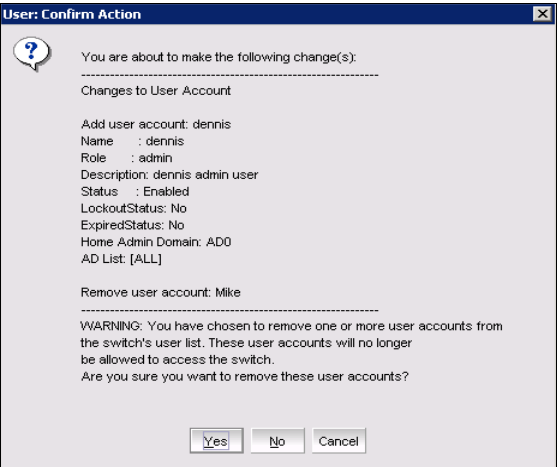 User: Confirm Action
You are about to make the following change(s):
------------------------------------------------------------
Changes to User Account
Add user account: dennis
Name : dennis
Role : admin
Description: dennis admin user
Status : Enabled
LockoutStatus: No
ExpiredStatus: No
Home Admin Domain: AD0
AD List: [ALL]
Remove user account: Mike
------------------------------------------------------------
WARNING: You have chosen to remove one or more user accounts from
the switch's user list. These user accounts will no longer
be allowed to access the switch.
Are you sure you want to remove these user accounts?
Yes No Cancel